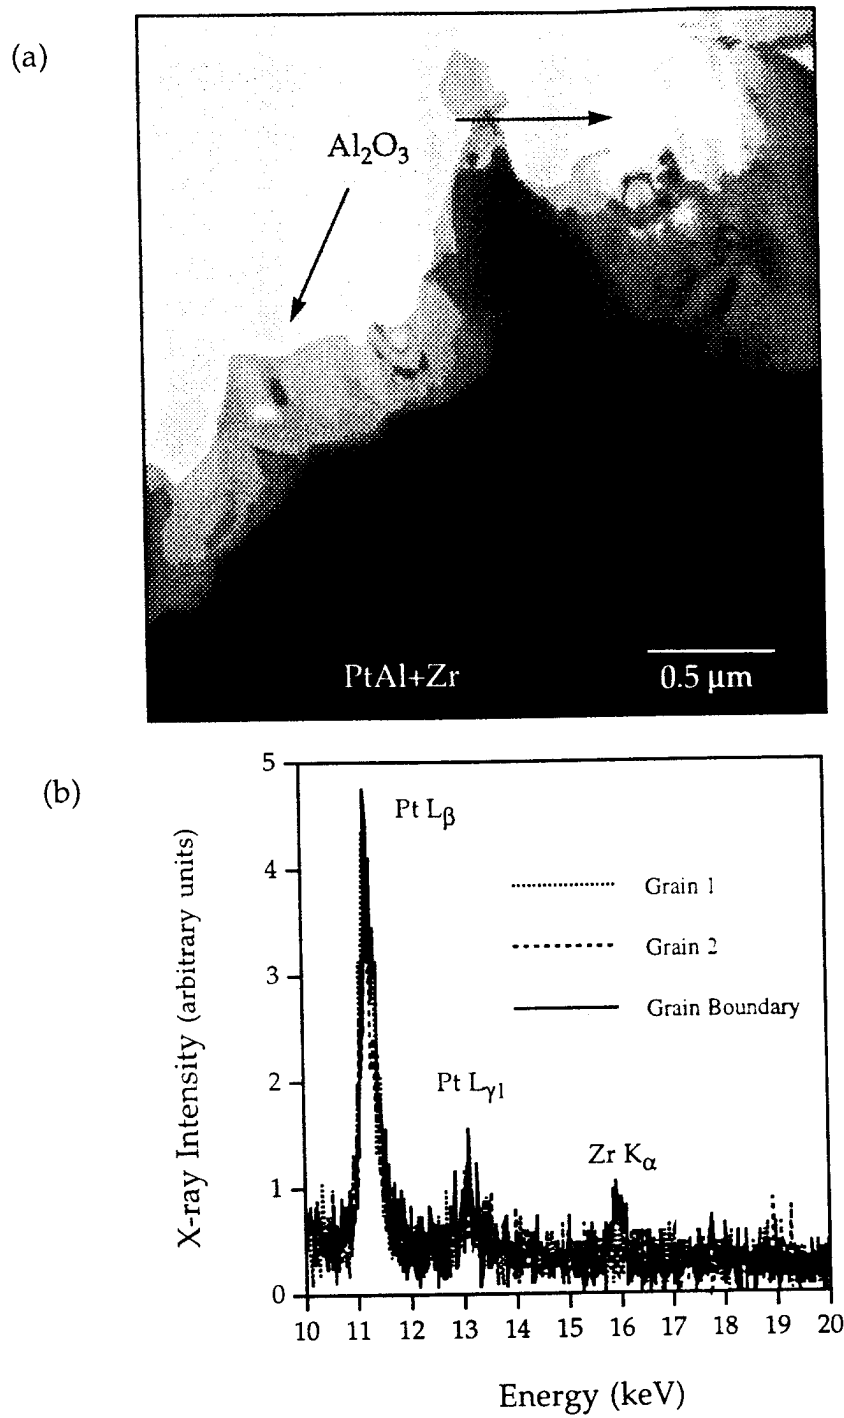 (a)
Al₂O₃
PtAl+Zr
0.5 µm
(b)
5
4
3
2
1
0
X-ray Intensity (arbitrary units)
Pt Lβ
Pt Lγ1
Zr Kα
Grain 1
Grain 2
Grain Boundary
10 11 12 13 14 15 16 17 18 19 20
Energy (keV)